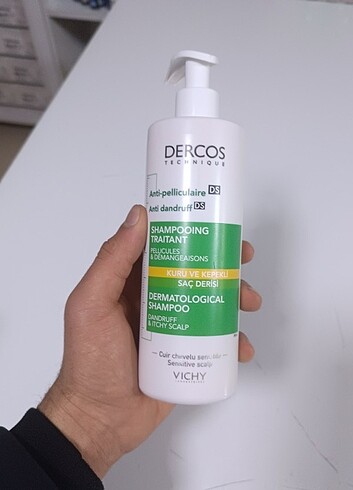 DERCOS
TECHNIQUE
Anti-pelliculaire DS
Anti dandruff DS
SHAMPOOING
TRAITANT
PELLICULES
& DÉMANGEAISONS
KURU VE KEPEKLİ
SAÇ DERİSİ
DERMATOLOGICAL
SHAMPOO
DANDRUFF
& ITCHY SCALP
Cuir chevelu sensible
Sensitive scalp
VICHY
LABORATOIRES